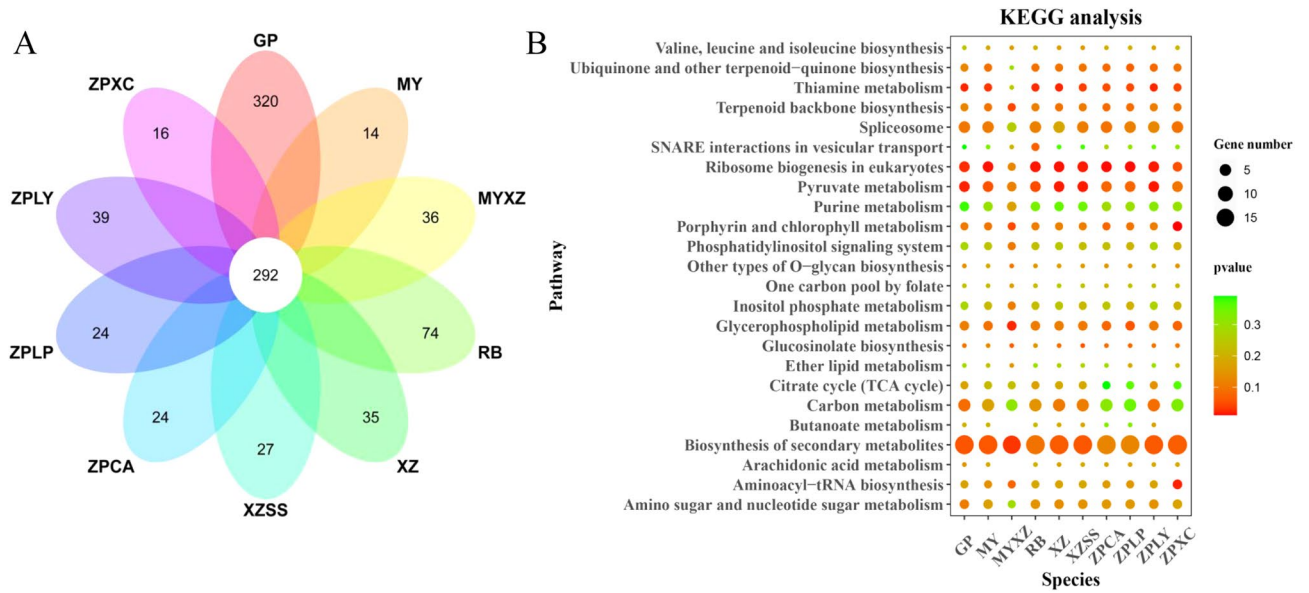 A
GP
320
ZPXC
16
MY
14
ZPLY
39
MYXZ
36
292
ZPLP
24
RB
74
ZPCA
24
XZ
35
XZSS
27
B
KEGG analysis
Pathway
Valine, leucine and isoleucine biosynthesis
Ubiquinone and other terpenoid−quinone biosynthesis
Thiamine metabolism
Terpenoid backbone biosynthesis
Spliceosome
SNARE interactions in vesicular transport
Ribosome biogenesis in eukaryotes
Pyruvate metabolism
Purine metabolism
Porphyrin and chlorophyll metabolism
Phosphatidylinositol signaling system
Other types of O−glycan biosynthesis
One carbon pool by folate
Inositol phosphate metabolism
Glycerophospholipid metabolism
Glucosinolate biosynthesis
Ether lipid metabolism
Citrate cycle (TCA cycle)
Carbon metabolism
Butanoate metabolism
Biosynthesis of secondary metabolites
Arachidonic acid metabolism
Aminoacyl−tRNA biosynthesis
Amino sugar and nucleotide sugar metabolism
GP MY MYXZ RB XZ XZSS ZPCA ZPLP ZPLY ZPXC
Species
Gene number
5
10
15
pvalue
0.3
0.2
0.1